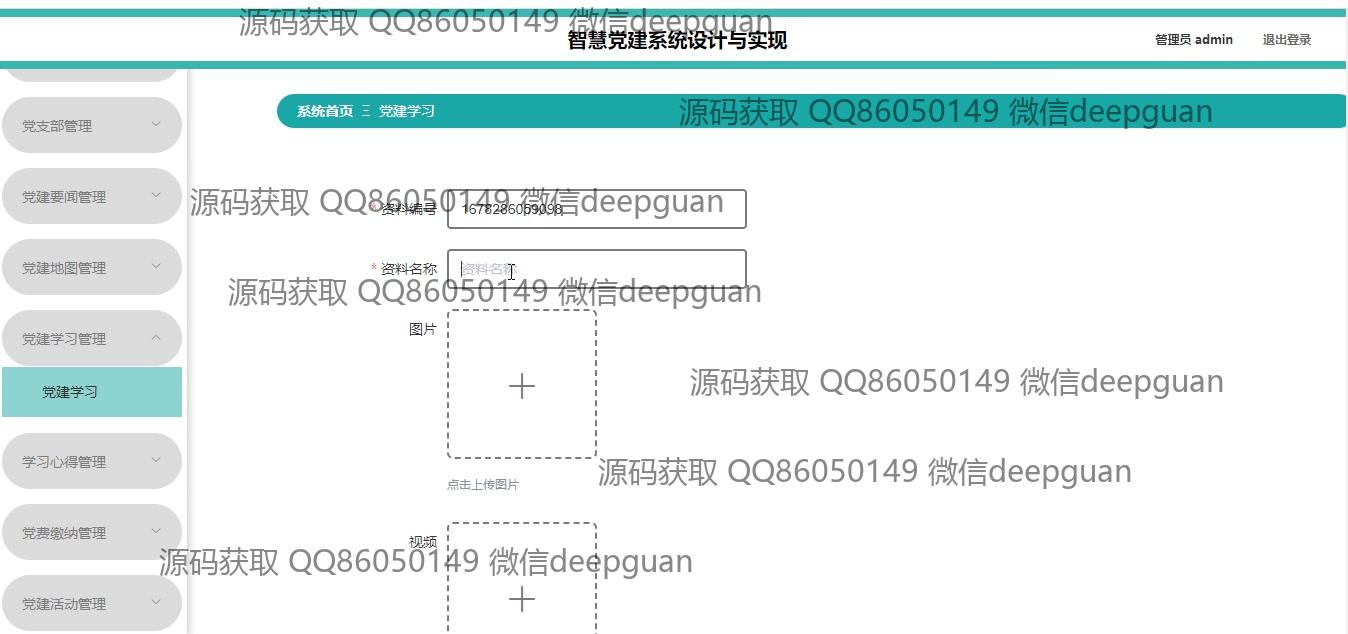 源码获取 QQ86050149 微信deepguan
智慧党建系统设计与实现
管理员 admin
退出登录
党支部管理
党建要闻管理
党建地图管理
党建学习管理
党建学习
学习心得管理
党费缴纳管理
党建活动管理
系统首页 Ξ 党建学习
源码获取 QQ86050149 微信deepguan
源码获取 QQ86050149 微信deepguan
* 资料编号 1678286059098
* 资料名称 资料名称
源码获取 QQ86050149 微信deepguan
图片
源码获取 QQ86050149 微信deepguan
源码获取 QQ86050149 微信deepguan
点击上传图片
视频
源码获取 QQ86050149 微信deepguan